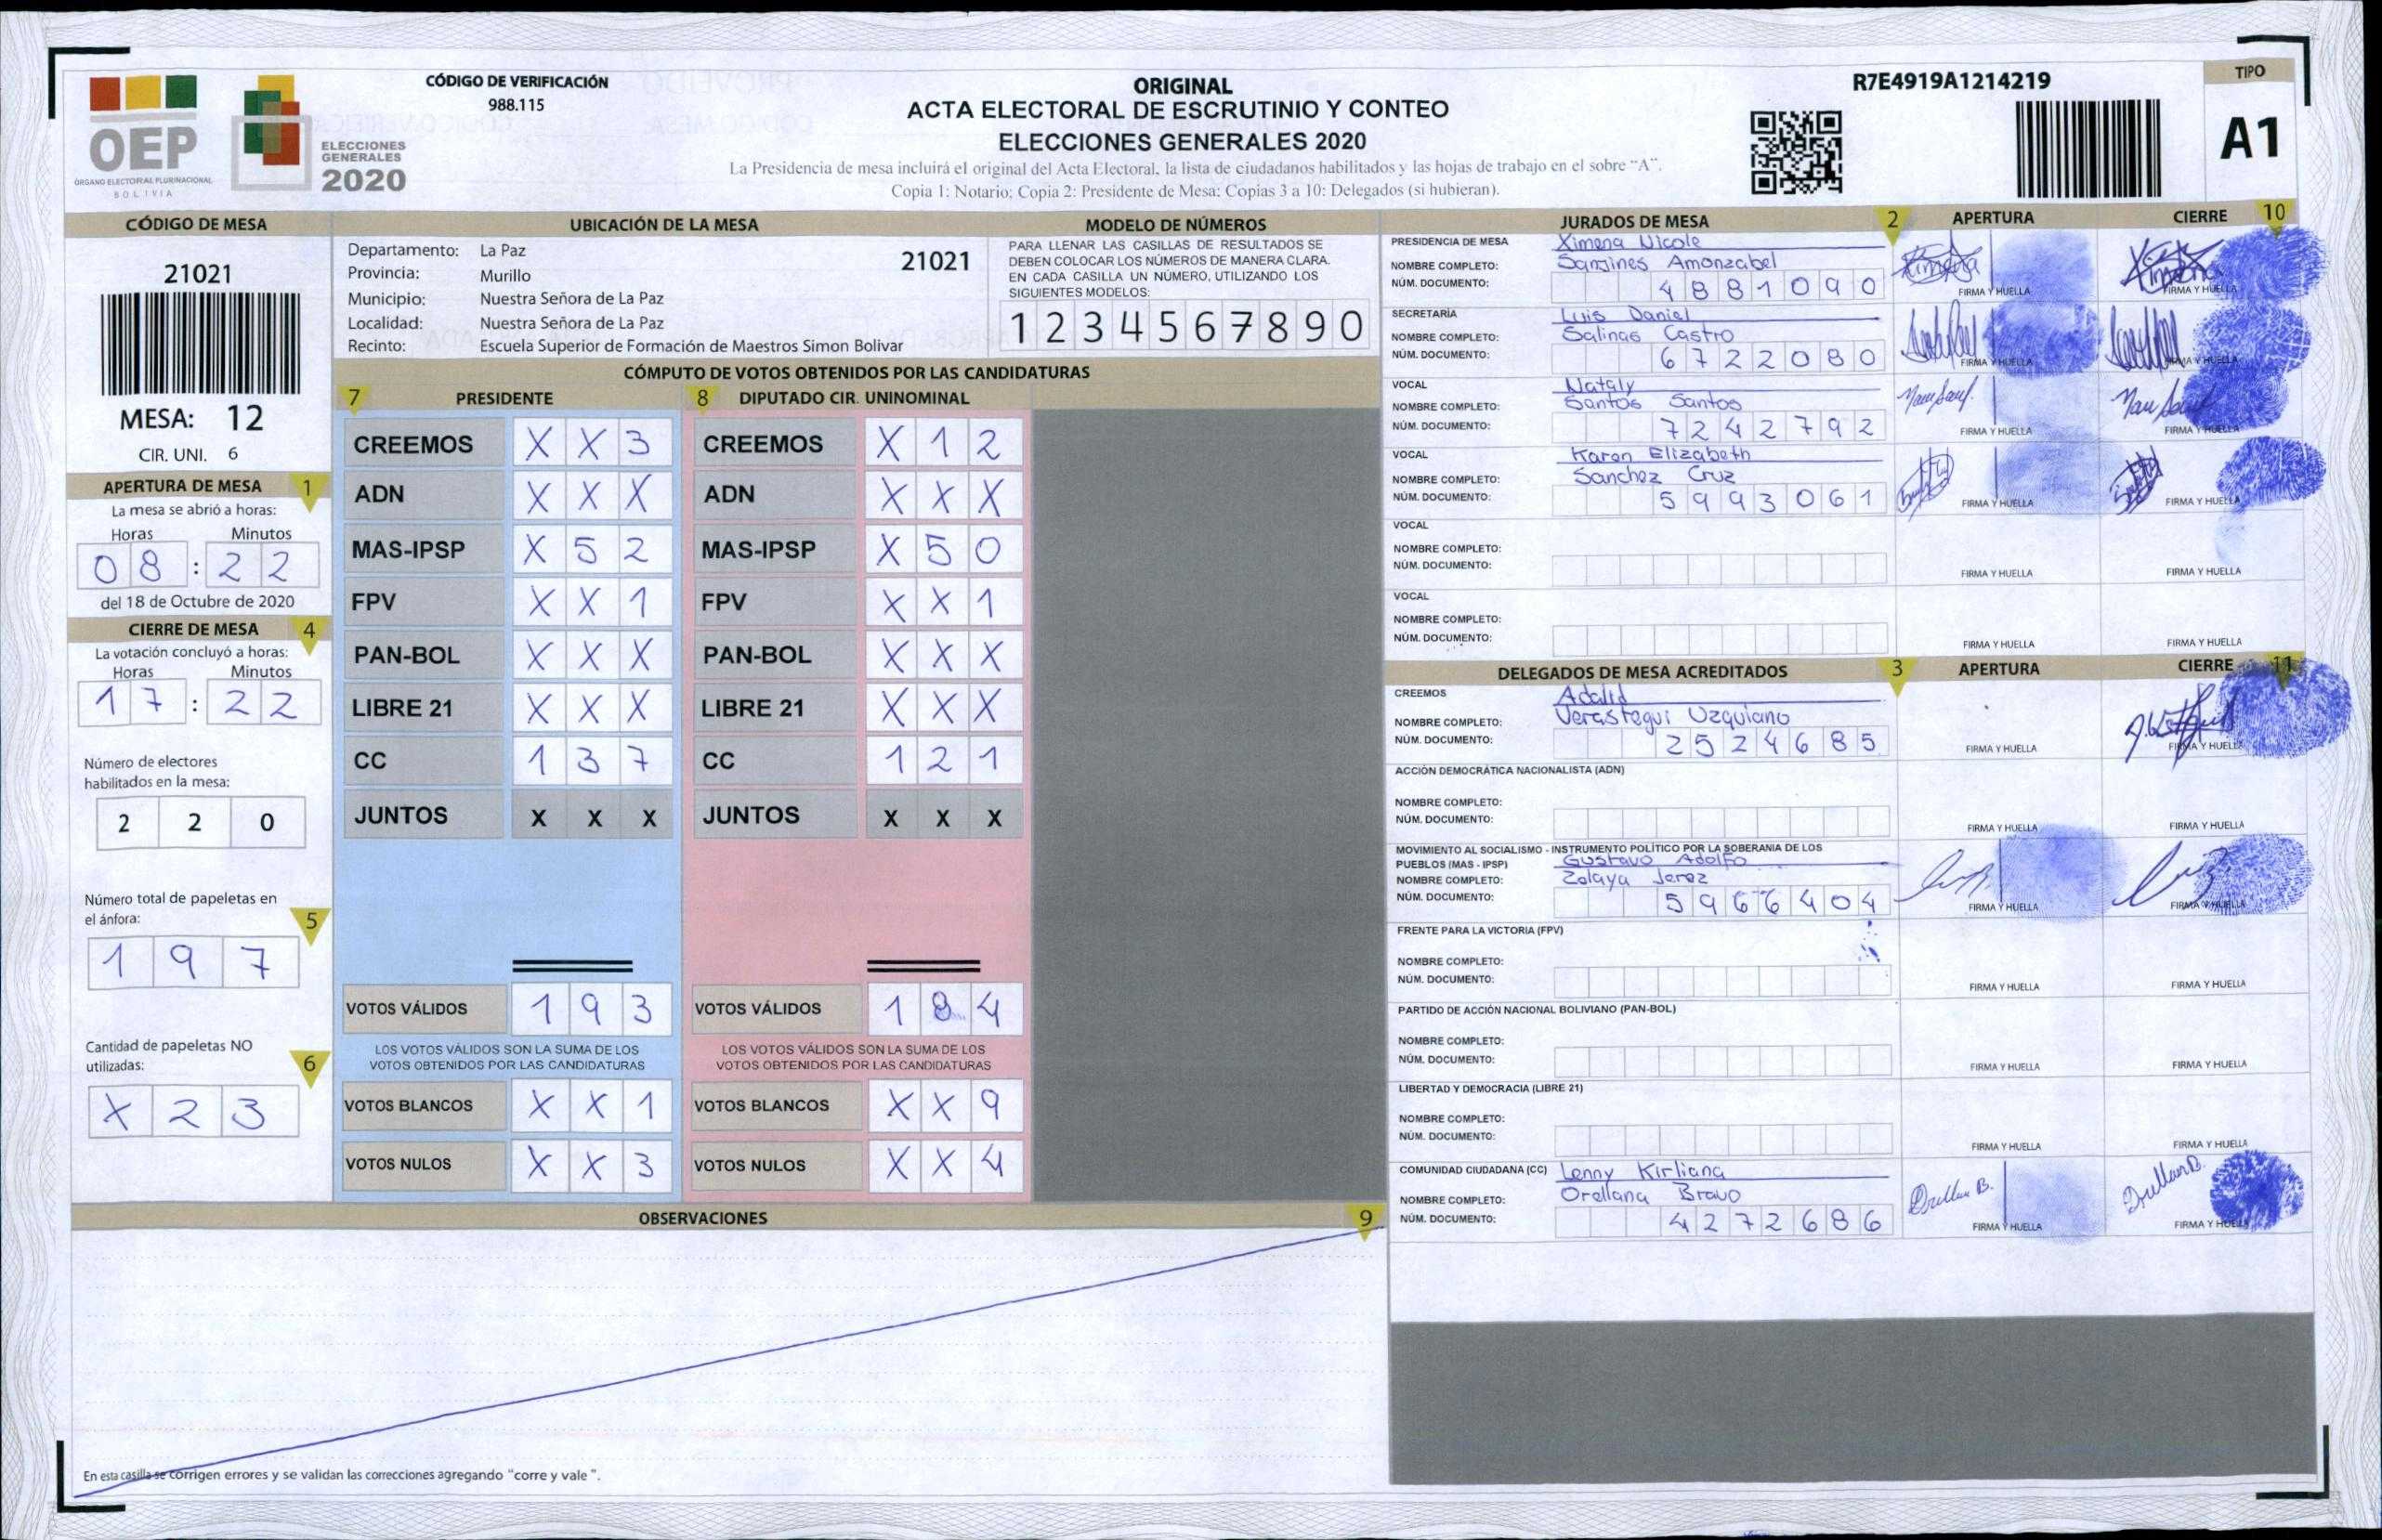 OEP
ÓRGANO ELECTORAL PLURINACIONAL
BOLIVIA
ELECCIONES
GENERALES
2020
CÓDIGO DE VERIFICACIÓN
988.115
ORIGINAL
ACTA ELECTORAL DE ESCRUTINIO Y CONTEO
ELECCIONES GENERALES 2020
La Presidencia de mesa incluirá el original del Acta Electoral, la lista de ciudadanos habilitados y las hojas de trabajo en el sobre "A".
Copia 1: Notario; Copia 2: Presidente de Mesa; Copias 3 a 10: Delegados (si hubieran).
R7E4919A1214219
TIPO
A1
CÓDIGO DE MESA
21021
MESA: 12
CIR. UNI. 6
APERTURA DE MESA 1
La mesa se abrió a horas:
Horas Minutos
08 : 22
del 18 de Octubre de 2020
CIERRE DE MESA 4
La votación concluyó a horas:
Horas Minutos
17 : 22
Número de electores
habilitados en la mesa:
2 2 0
Número total de papeletas en
el ánfora: 5
1 9 7
Cantidad de papeletas NO
utilizadas: 6
X 2 3
UBICACIÓN DE LA MESA
Departamento: La Paz 21021
Provincia: Murillo
Municipio: Nuestra Señora de La Paz
Localidad: Nuestra Señora de La Paz
Recinto: Escuela Superior de Formación de Maestros Simon Bolivar
MODELO DE NÚMEROS
PARA LLENAR LAS CASILLAS DE RESULTADOS SE
DEBEN COLOCAR LOS NÚMEROS DE MANERA CLARA.
EN CADA CASILLA UN NÚMERO, UTILIZANDO LOS
SIGUIENTES MODELOS:
1 2 3 4 5 6 7 8 9 0
CÓMPUTO DE VOTOS OBTENIDOS POR LAS CANDIDATURAS
7 PRESIDENTE
CREEMOS X X 3
ADN X X X
MAS-IPSP X 5 2
FPV X X 1
PAN-BOL X X X
LIBRE 21 X X X
CC 1 3 7
JUNTOS X X X
VOTOS VÁLIDOS 1 9 3
LOS VOTOS VÁLIDOS SON LA SUMA DE LOS
VOTOS OBTENIDOS POR LAS CANDIDATURAS
VOTOS BLANCOS X X 1
VOTOS NULOS X X 3
8 DIPUTADO CIR. UNINOMINAL
CREEMOS X 1 2
ADN X X X
MAS-IPSP X 5 0
FPV X X 1
PAN-BOL X X X
LIBRE 21 X X X
CC 1 2 1
JUNTOS X X X
VOTOS VÁLIDOS 1 8 4
LOS VOTOS VÁLIDOS SON LA SUMA DE LOS
VOTOS OBTENIDOS POR LAS CANDIDATURAS
VOTOS BLANCOS X X 9
VOTOS NULOS X X 4
OBSERVACIONES 9
En esta casilla se corrigen errores y se validan las correcciones agregando "corre y vale".
JURADOS DE MESA 2 APERTURA CIERRE 10
PRESIDENCIA DE MESA Ximena Nicole
NOMBRE COMPLETO: Sanjines Amonzabel
NÚM. DOCUMENTO: 4881090
FIRMA Y HUELLA FIRMA Y HUELLA
SECRETARÍA Luis Daniel
NOMBRE COMPLETO: Salinas Castro
NÚM. DOCUMENTO: 6722080
FIRMA Y HUELLA FIRMA Y HUELLA
VOCAL Nataly
NOMBRE COMPLETO: Santos Santos
NÚM. DOCUMENTO: 7242792
FIRMA Y HUELLA FIRMA Y HUELLA
VOCAL Karen Elizabeth
NOMBRE COMPLETO: Sanchez Cruz
NÚM. DOCUMENTO: 5993061
FIRMA Y HUELLA FIRMA Y HUELLA
VOCAL
NOMBRE COMPLETO:
NÚM. DOCUMENTO:
FIRMA Y HUELLA FIRMA Y HUELLA
VOCAL
NOMBRE COMPLETO:
NÚM. DOCUMENTO:
FIRMA Y HUELLA FIRMA Y HUELLA
DELEGADOS DE MESA ACREDITADOS 3 APERTURA CIERRE 11
CREEMOS Adalid
NOMBRE COMPLETO: Verastegui Uzquiano
NÚM. DOCUMENTO: 2524685
FIRMA Y HUELLA FIRMA Y HUELLA
ACCIÓN DEMOCRÁTICA NACIONALISTA (ADN)
NOMBRE COMPLETO:
NÚM. DOCUMENTO:
FIRMA Y HUELLA FIRMA Y HUELLA
MOVIMIENTO AL SOCIALISMO - INSTRUMENTO POLÍTICO POR LA SOBERANIA DE LOS
PUEBLOS (MAS - IPSP) Gustavo Adolfo
NOMBRE COMPLETO: Zolaya Jerez
NÚM. DOCUMENTO: 5966404
FIRMA Y HUELLA FIRMA Y HUELLA
FRENTE PARA LA VICTORIA (FPV)
NOMBRE COMPLETO:
NÚM. DOCUMENTO:
FIRMA Y HUELLA FIRMA Y HUELLA
PARTIDO DE ACCIÓN NACIONAL BOLIVIANO (PAN-BOL)
NOMBRE COMPLETO:
NÚM. DOCUMENTO:
FIRMA Y HUELLA FIRMA Y HUELLA
LIBERTAD Y DEMOCRACIA (LIBRE 21)
NOMBRE COMPLETO:
NÚM. DOCUMENTO:
FIRMA Y HUELLA FIRMA Y HUELLA
COMUNIDAD CIUDADANA (CC) Lenny Kirliana
NOMBRE COMPLETO: Orellana Bravo
NÚM. DOCUMENTO: 4272686
FIRMA Y HUELLA FIRMA Y HUELLA